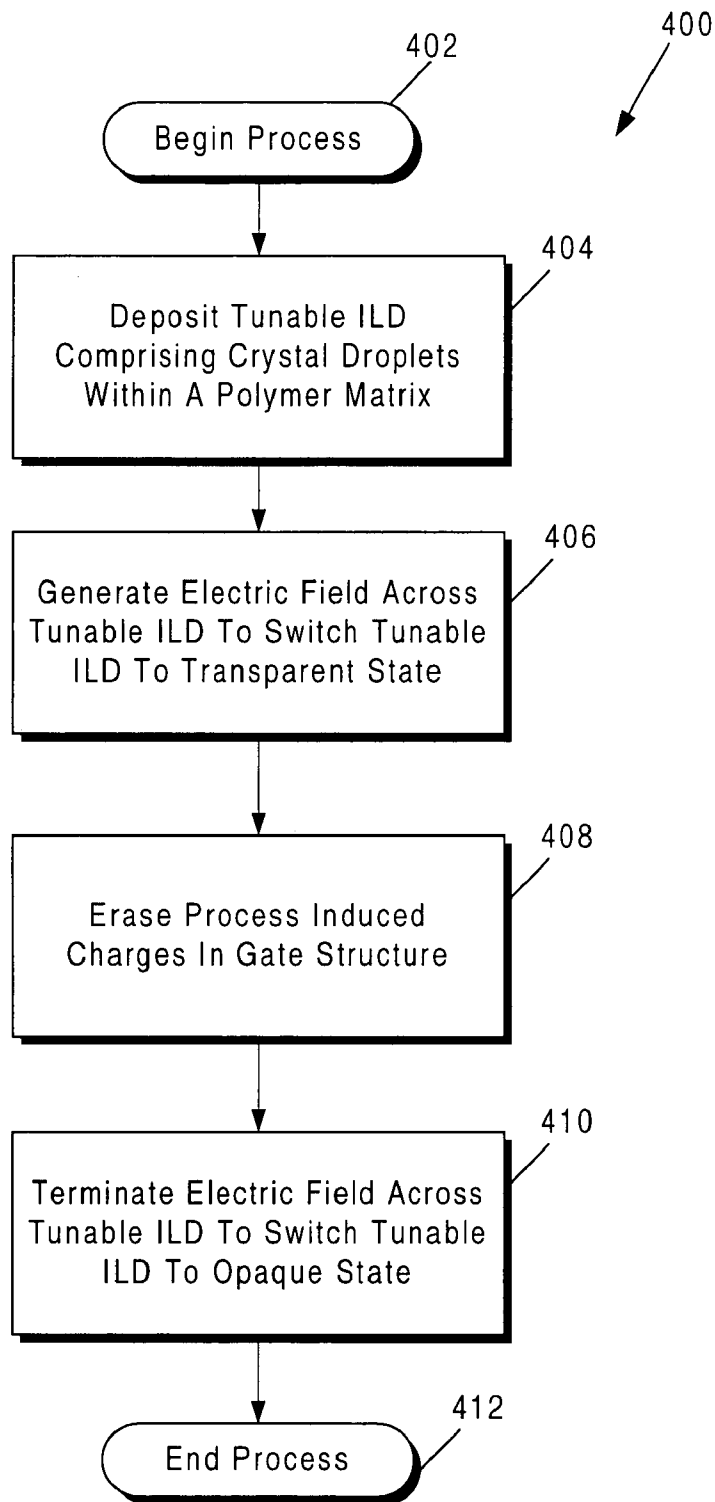 400
402
Begin Process
404
Deposit Tunable ILD
Comprising Crystal Droplets
Within A Polymer Matrix
406
Generate Electric Field Across
Tunable ILD To Switch Tunable
ILD To Transparent State
408
Erase Process Induced
Charges In Gate Structure
410
Terminate Electric Field Across
Tunable ILD To Switch Tunable
ILD To Opaque State
412
End Process